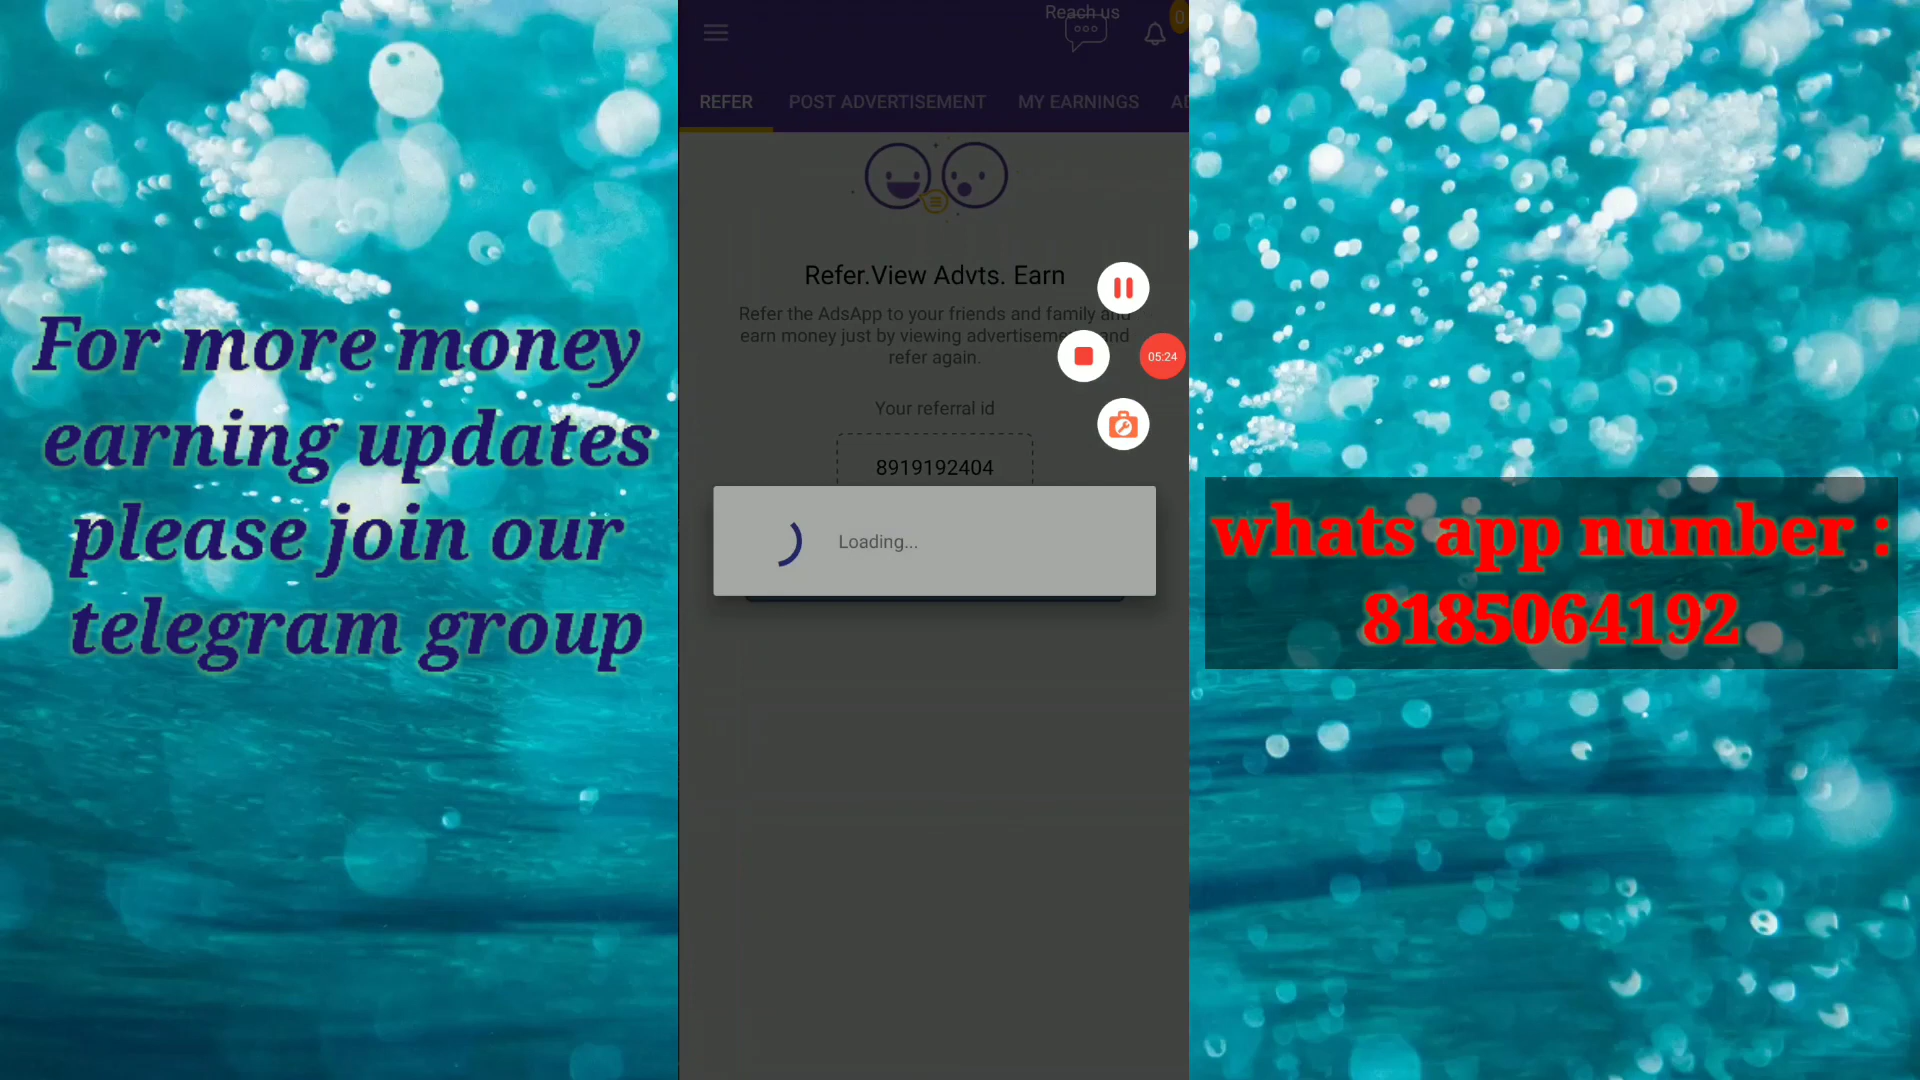 For more money
earning updates
please join our
telegram group
Reach us
0
REFER POST ADVERTISEMENT MY EARNINGS
Refer.View Advts. Earn
Refer the AdsApp to your friends and family and
earn money just by viewing advertisement and
refer again.
05:24
Your referral id
8919192404
Loading...
whats app number :
8185064192